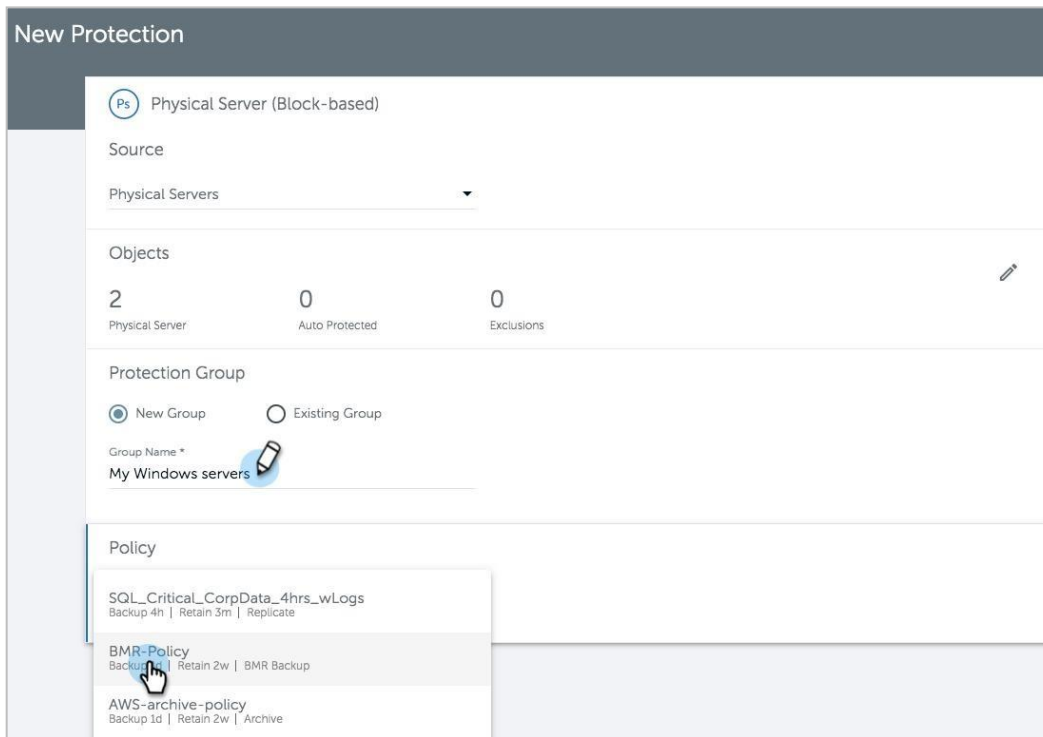 New Protection
Ps Physical Server (Block-based)
Source
Physical Servers
Objects
2 0 0
Physical Server Auto Protected Exclusions
Protection Group
New Group Existing Group
Group Name *
My Windows servers
Policy
SQL_Critical_CorpData_4hrs_wLogs
Backup 4h | Retain 3m | Replicate
BMR-Policy
Backup | Retain 2w | BMR Backup
AWS-archive-policy
Backup 1d | Retain 2w | Archive